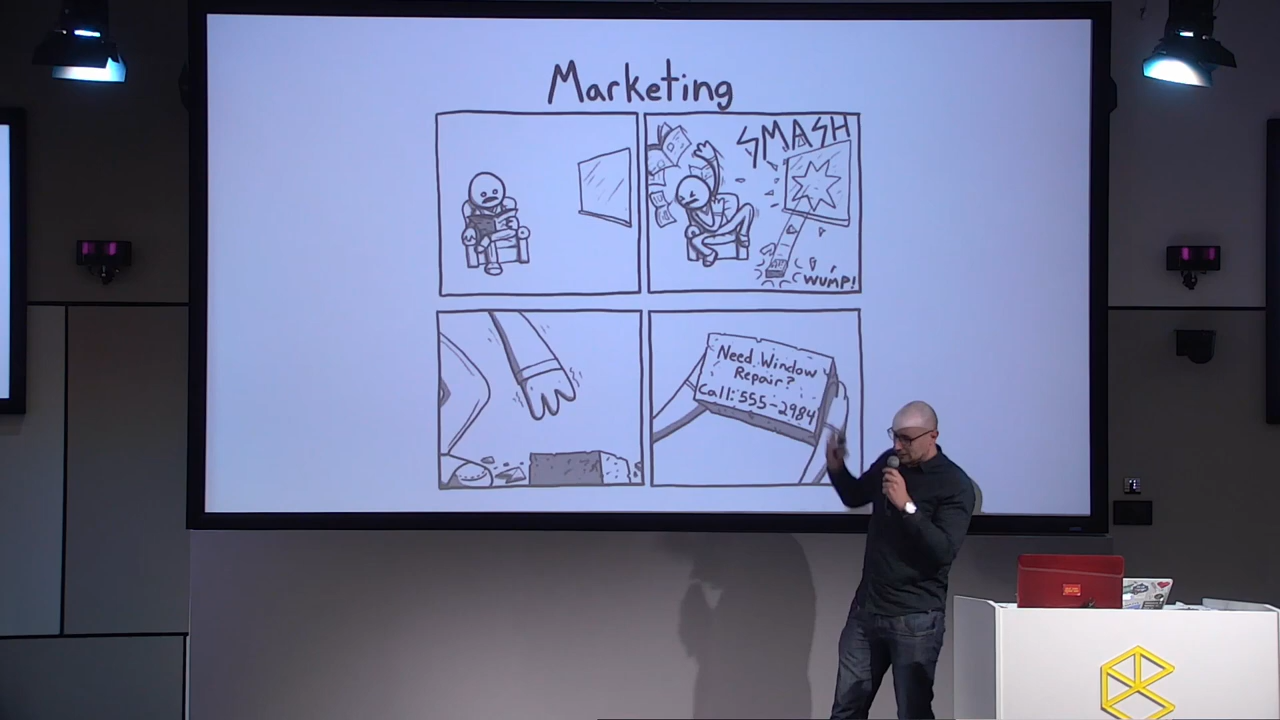 Marketing
SMASH
WUMP!
Need Window
Repair?
Call: 555-2984